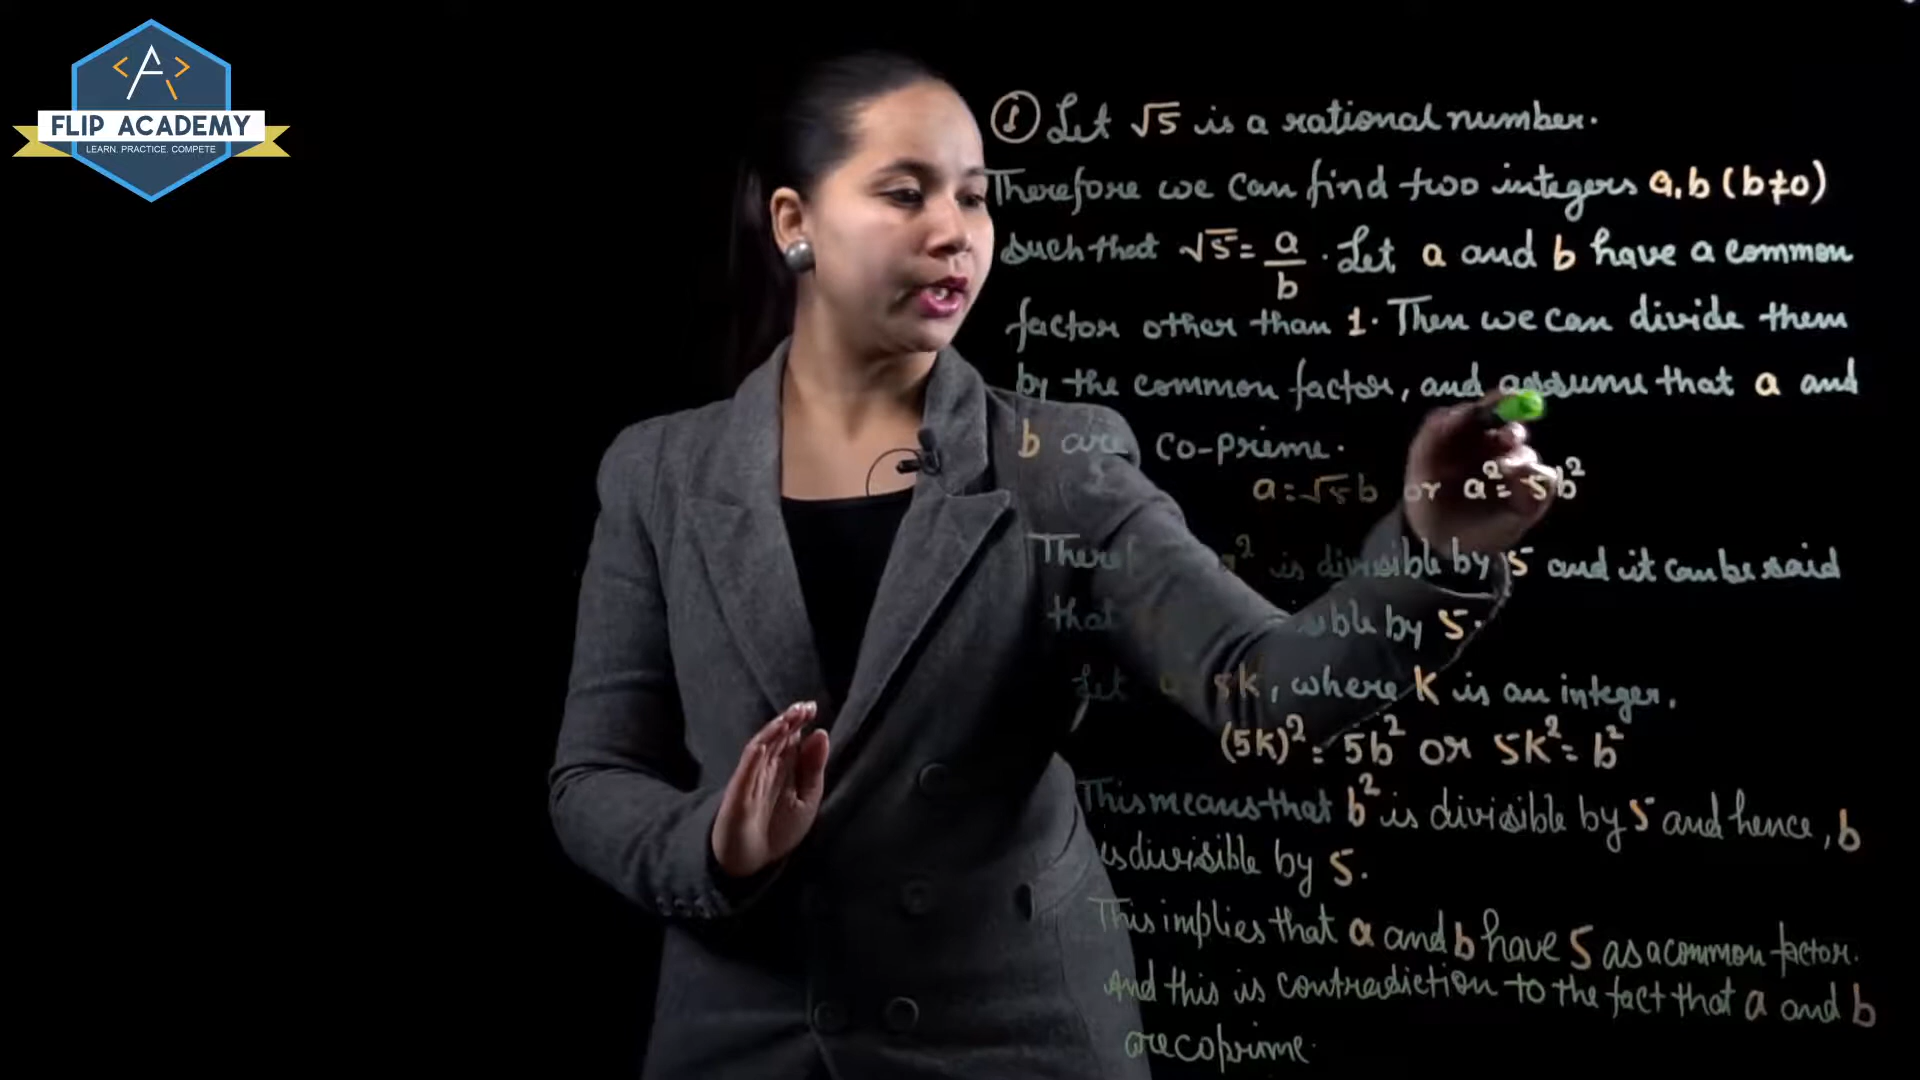 FLIP ACADEMY
LEARN. PRACTICE. COMPETE
① Let √5 is a rational number.
Therefore we can find two integers a,b (b≠0)
such that √5 = a/b . Let a and b have a common
factor other than 1. Then we can divide them
by the common factor, and assume that a and
b are co-prime.
a = √5b or a² = 5b²
a² is divisible by 5 and it can be said
that by 5.
Let 5k, where k is an integer.
(5k)² = 5b² or 5k² = b²
This means that b² is divisible by 5 and hence, b
is divisible by 5.
This implies that a and b have 5 as a common factor.
And this is contradiction to the fact that a and b
are coprime.